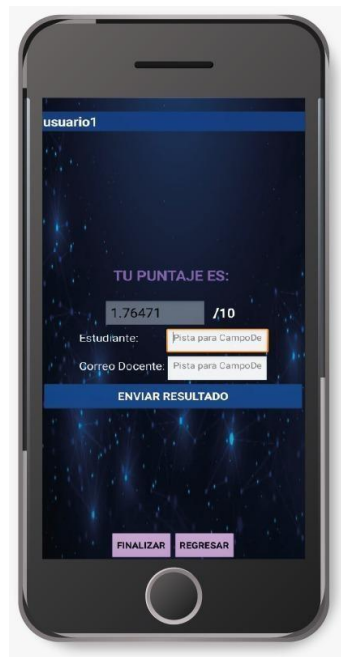 usuario1
TU PUNTAJE ES:
1.76471 /10
Estudiante: Pista para CampoDe
Correo Docente: Pista para CampoDe
ENVIAR RESULTADO
FINALIZAR REGRESAR